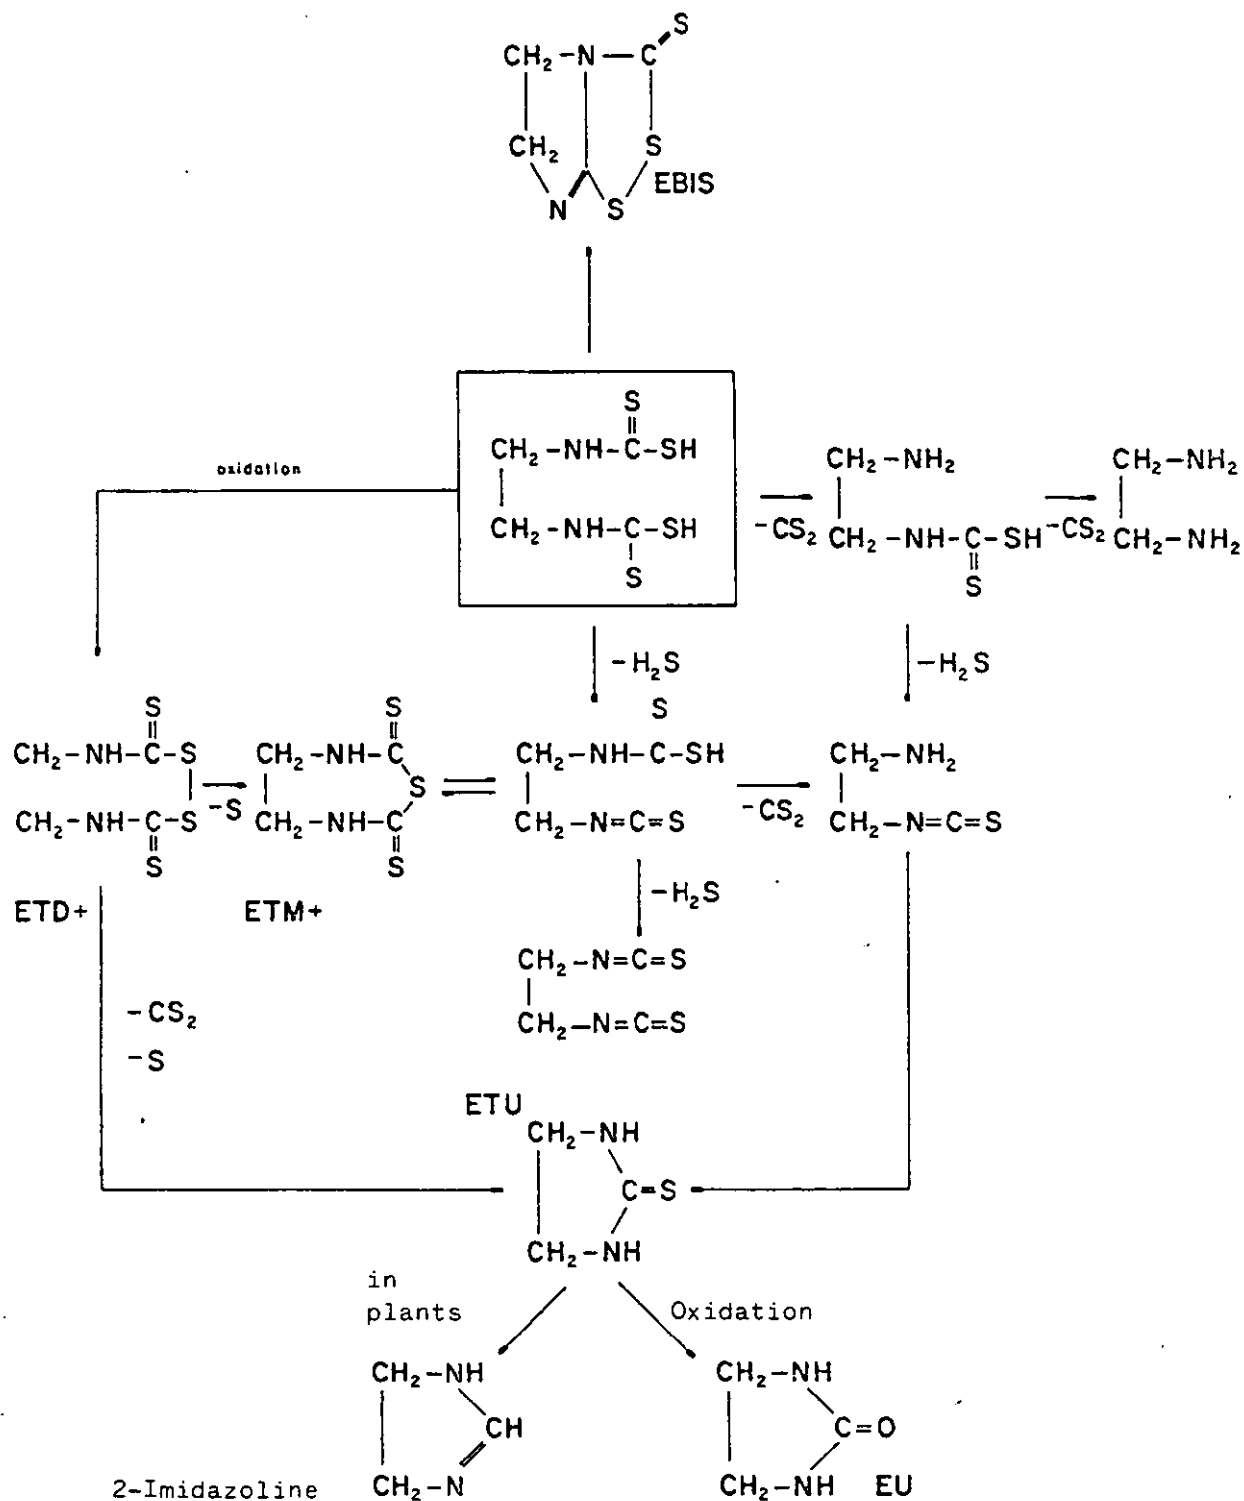 S
CH₂-N-C
CH₂ S
EBIS
N S
S
CH₂-NH-C-SH
oxidation
CH₂-NH-C-SH
S
CH₂-NH₂
-CS₂ CH₂-NH-C-SH
S
-CS₂
CH₂-NH₂
CH₂-NH₂
-H₂S
-H₂S
S
CH₂-NH-C-S
-S
CH₂-NH-C-S
S
ETD+
S
CH₂-NH-C
S
CH₂-NH-C
S
ETM+
S
CH₂-NH-C-SH
CH₂-N=C=S
-CS₂
CH₂-NH₂
CH₂-N=C=S
-H₂S
CH₂-N=C=S
CH₂-N=C=S
-CS₂
-S
ETU
CH₂-NH
C=S
CH₂-NH
in
plants
Oxidation
CH₂-NH
CH
2-Imidazoline CH₂-N
CH₂-NH
C=O
CH₂-NH EU